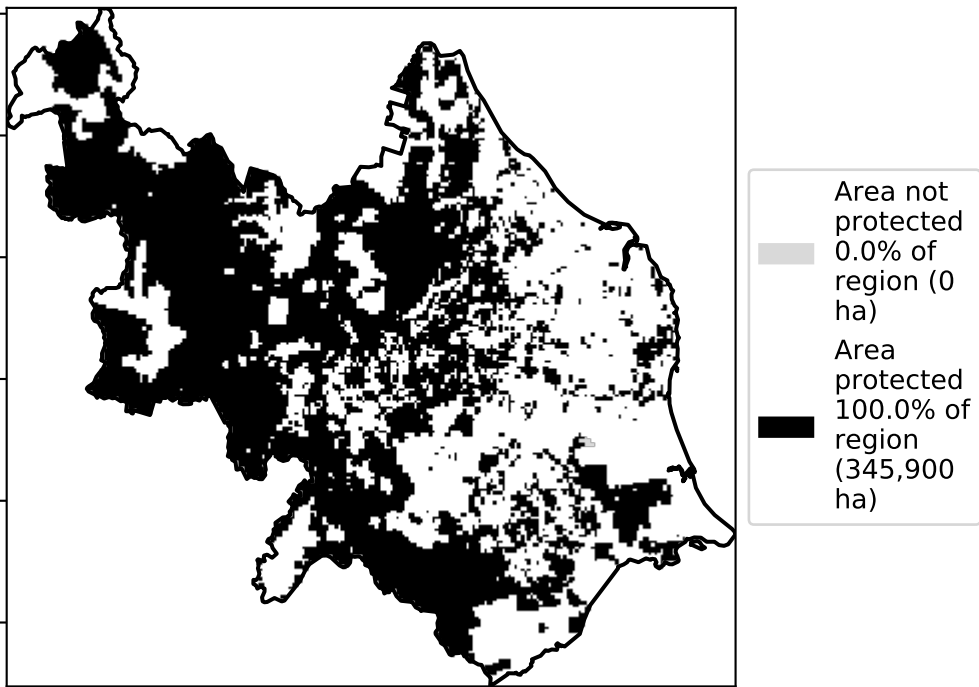 Area not
protected
0.0% of
region (0
ha)
Area
protected
100.0% of
region
(345,900
ha)